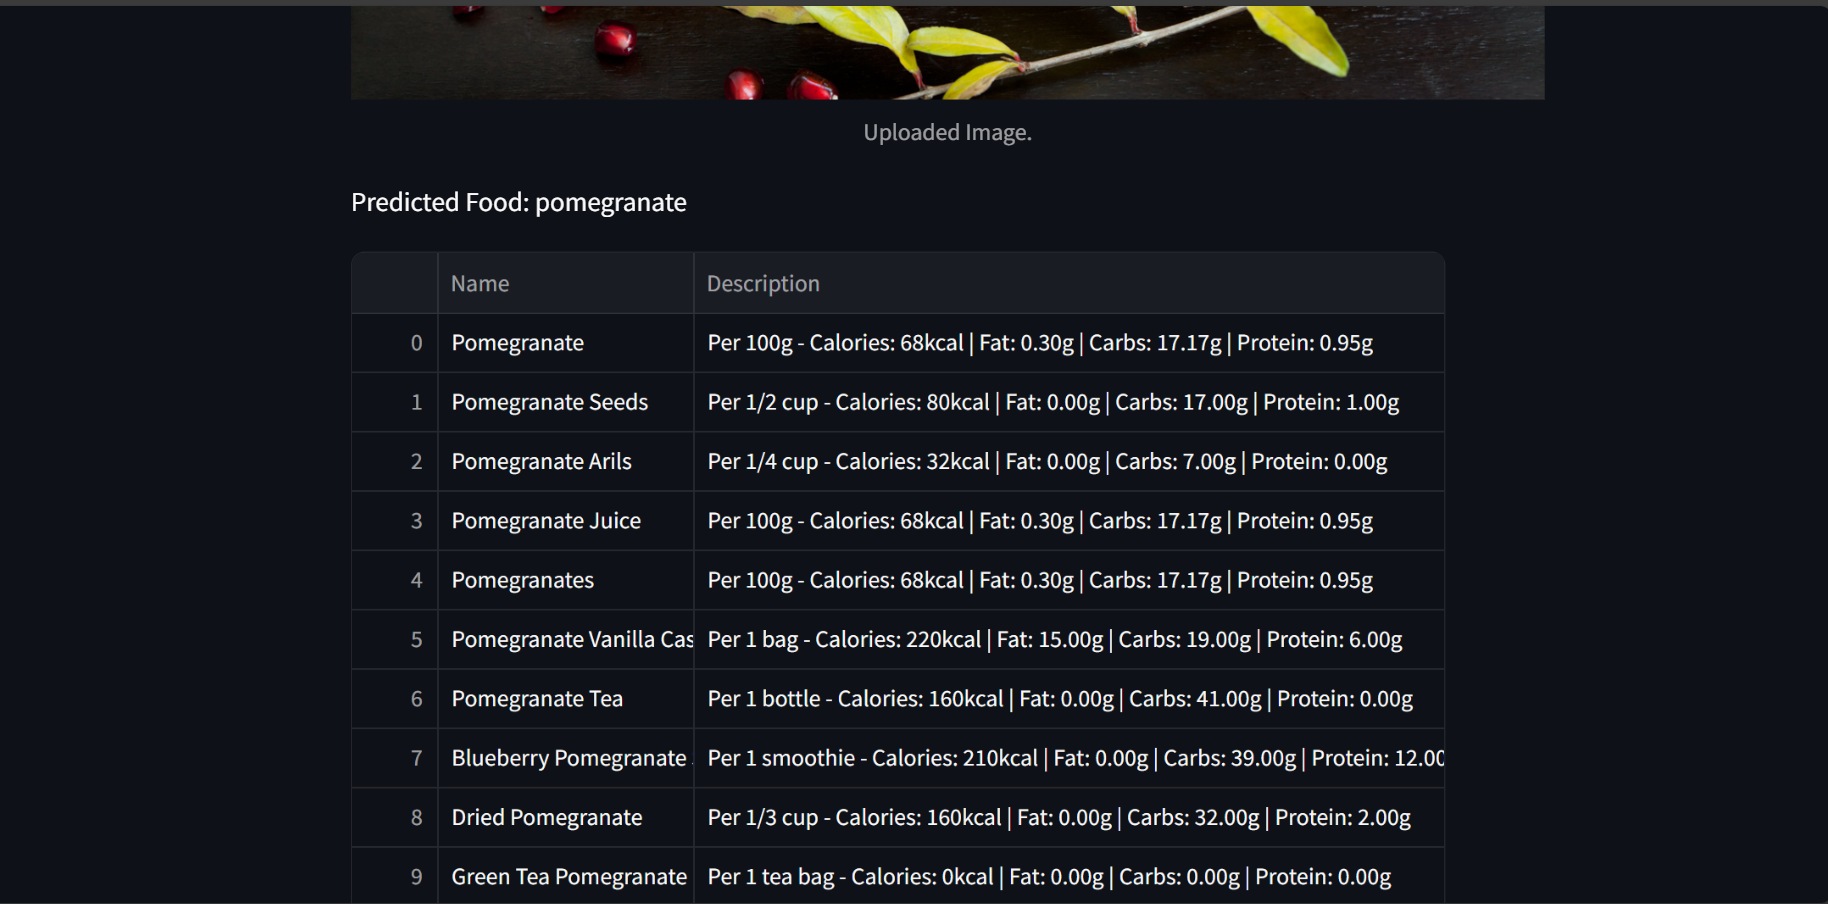 Uploaded Image.
Predicted Food: pomegranate
Name Description
0 Pomegranate Per 100g - Calories: 68kcal | Fat: 0.30g | Carbs: 17.17g | Protein: 0.95g
1 Pomegranate Seeds Per 1/2 cup - Calories: 80kcal | Fat: 0.00g | Carbs: 17.00g | Protein: 1.00g
2 Pomegranate Arils Per 1/4 cup - Calories: 32kcal | Fat: 0.00g | Carbs: 7.00g | Protein: 0.00g
3 Pomegranate Juice Per 100g - Calories: 68kcal | Fat: 0.30g | Carbs: 17.17g | Protein: 0.95g
4 Pomegranates Per 100g - Calories: 68kcal | Fat: 0.30g | Carbs: 17.17g | Protein: 0.95g
5 Pomegranate Vanilla Cas Per 1 bag - Calories: 220kcal | Fat: 15.00g | Carbs: 19.00g | Protein: 6.00g
6 Pomegranate Tea Per 1 bottle - Calories: 160kcal | Fat: 0.00g | Carbs: 41.00g | Protein: 0.00g
7 Blueberry Pomegranate Per 1 smoothie - Calories: 210kcal | Fat: 0.00g | Carbs: 39.00g | Protein: 12.00
8 Dried Pomegranate Per 1/3 cup - Calories: 160kcal | Fat: 0.00g | Carbs: 32.00g | Protein: 2.00g
9 Green Tea Pomegranate Per 1 tea bag - Calories: 0kcal | Fat: 0.00g | Carbs: 0.00g | Protein: 0.00g